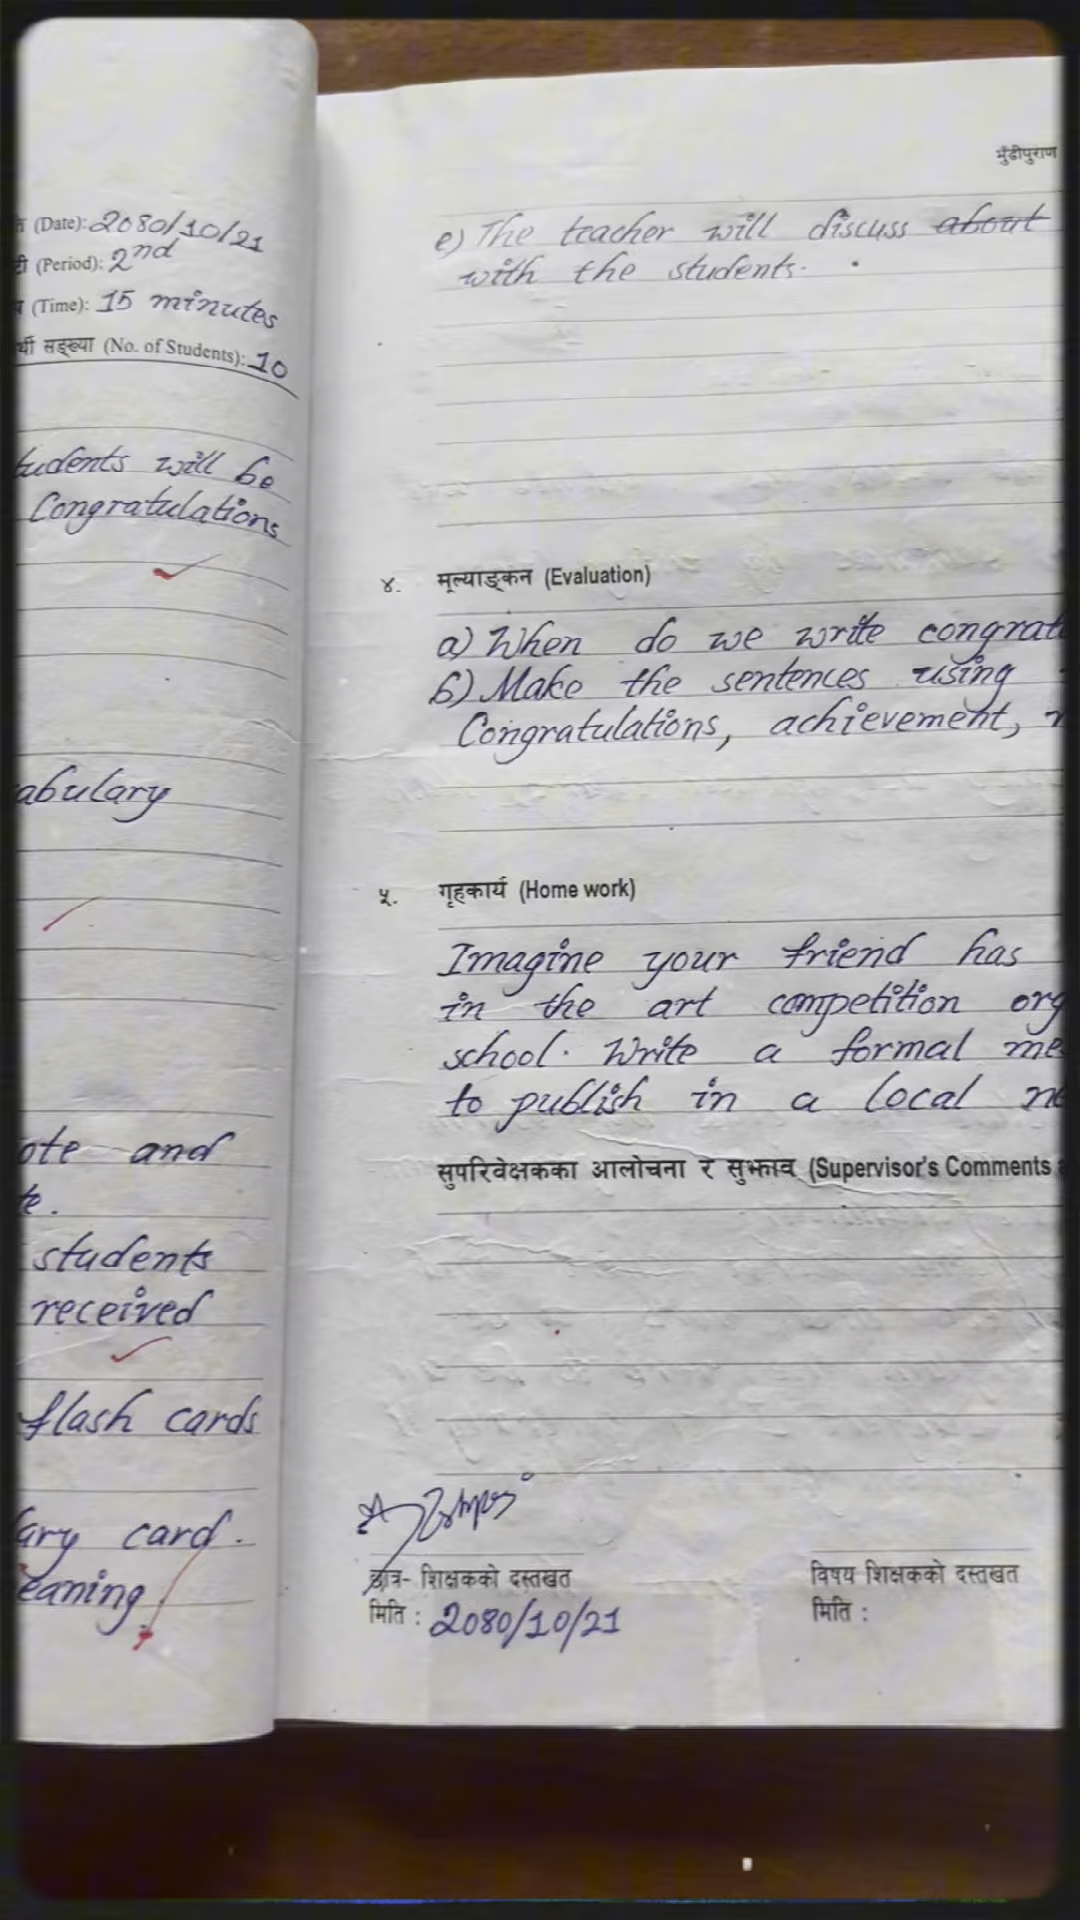 (Date): 2080/10/21
(Period): 2nd
(Time): 15 minutes
सङ्ख्या (No. of Students): 10
tudents will be
Congratulations
abulary
ote and
te.
students
received
flash cards
ary card.
eaning
भुँडीपुराण
e) The teacher will discuss about
with the students.
४. मूल्याङ्कन (Evaluation)
a) When do we write congrat
b) Make the sentences using
Congratulations, achievement,
५. गृहकार्य (Home work)
Imagine your friend has
in the art competition org
school. Write a formal me
to publish in a local ne
सुपरिवेक्षकका आलोचना र सुझाव (Supervisor's Comments
छात्र- शिक्षकको दस्तखत
मिति : 2080/10/21
विषय शिक्षकको दस्तखत
मिति :